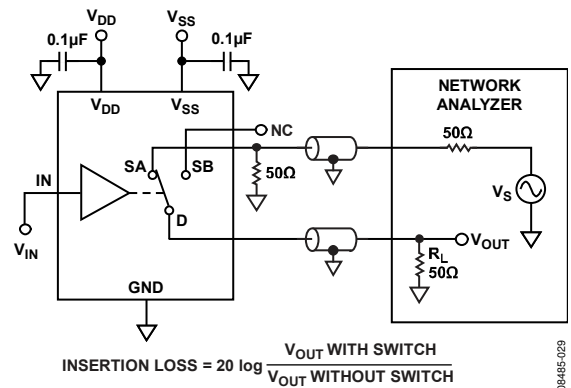 VDD
VSS
0.1µF
0.1µF
VDD
VSS
NC
NETWORK
ANALYZER
50Ω
SA
SB
50Ω
IN
VS
D
VOUT
VIN
RL
50Ω
GND
INSERTION LOSS = 20 log VOUT WITH SWITCH
VOUT WITHOUT SWITCH
08485-029